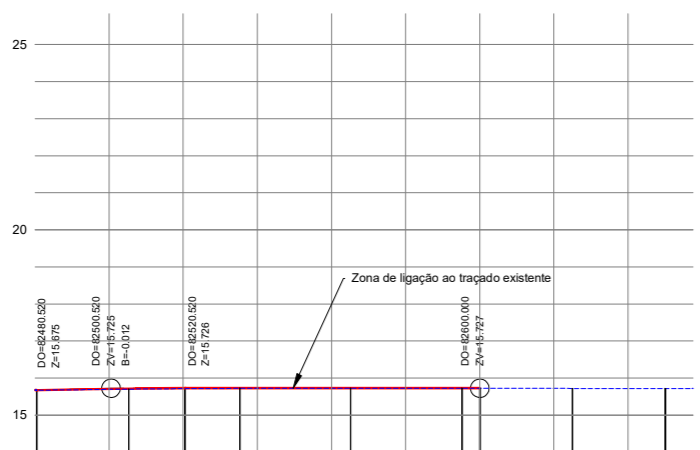 25
20
15
Zona de ligação ao traçado existente
DO=82480.520
Z=15.675
DO=82500.520
ZV=15.725
B=-0.012
DO=82520.520
Z=15.726
DO=82600.000
ZV=15.727